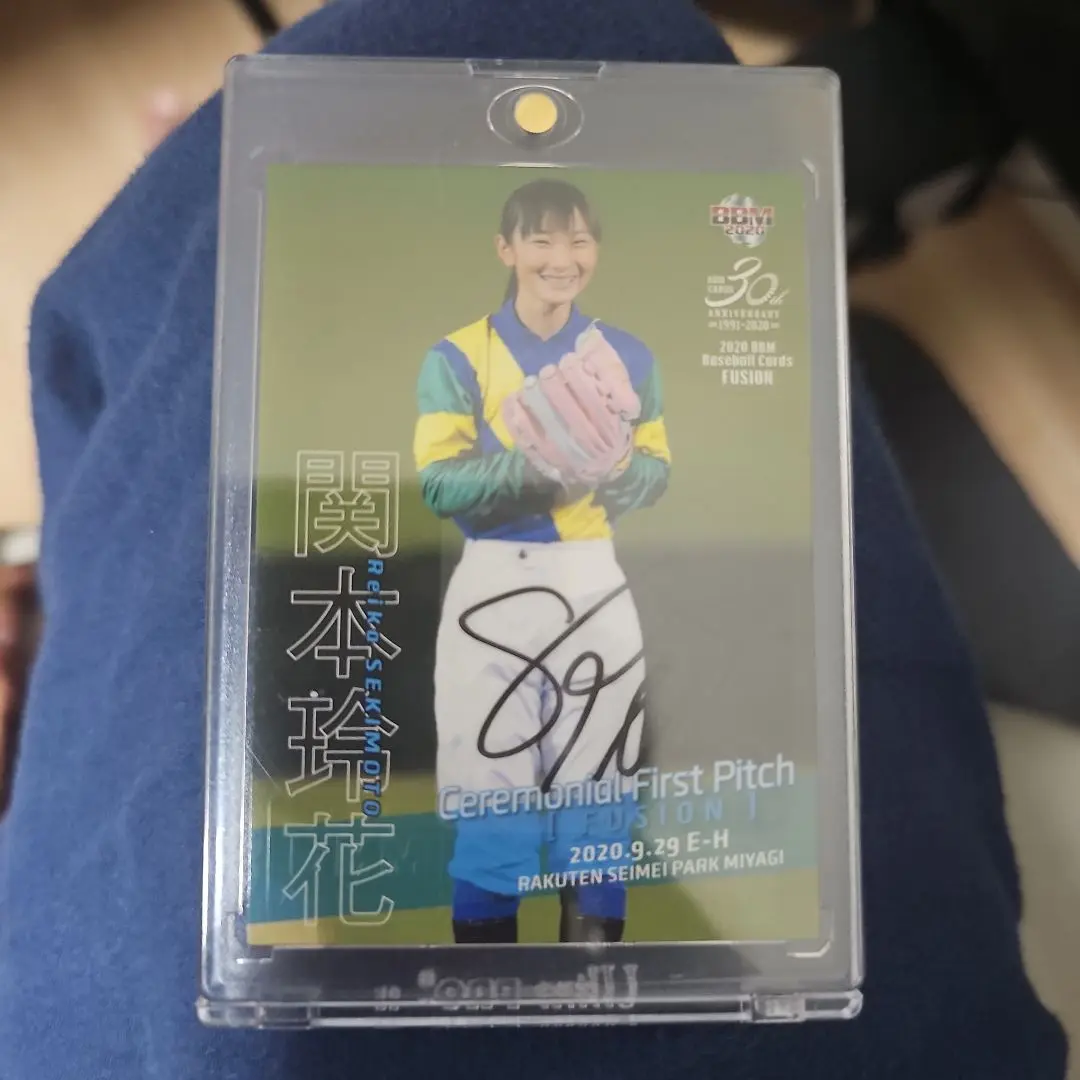 BBM
2020
BBM
CARDS
30th
ANNIVERSARY
1991-2020
2020 BBM
Baseball Cards
FUSION
関本玲花
Reiko SEKIMOTO
Ceremonial First Pitch
[ FUSION ]
2020.9.29 E-H
RAKUTEN SEIMEI PARK MIYAGI